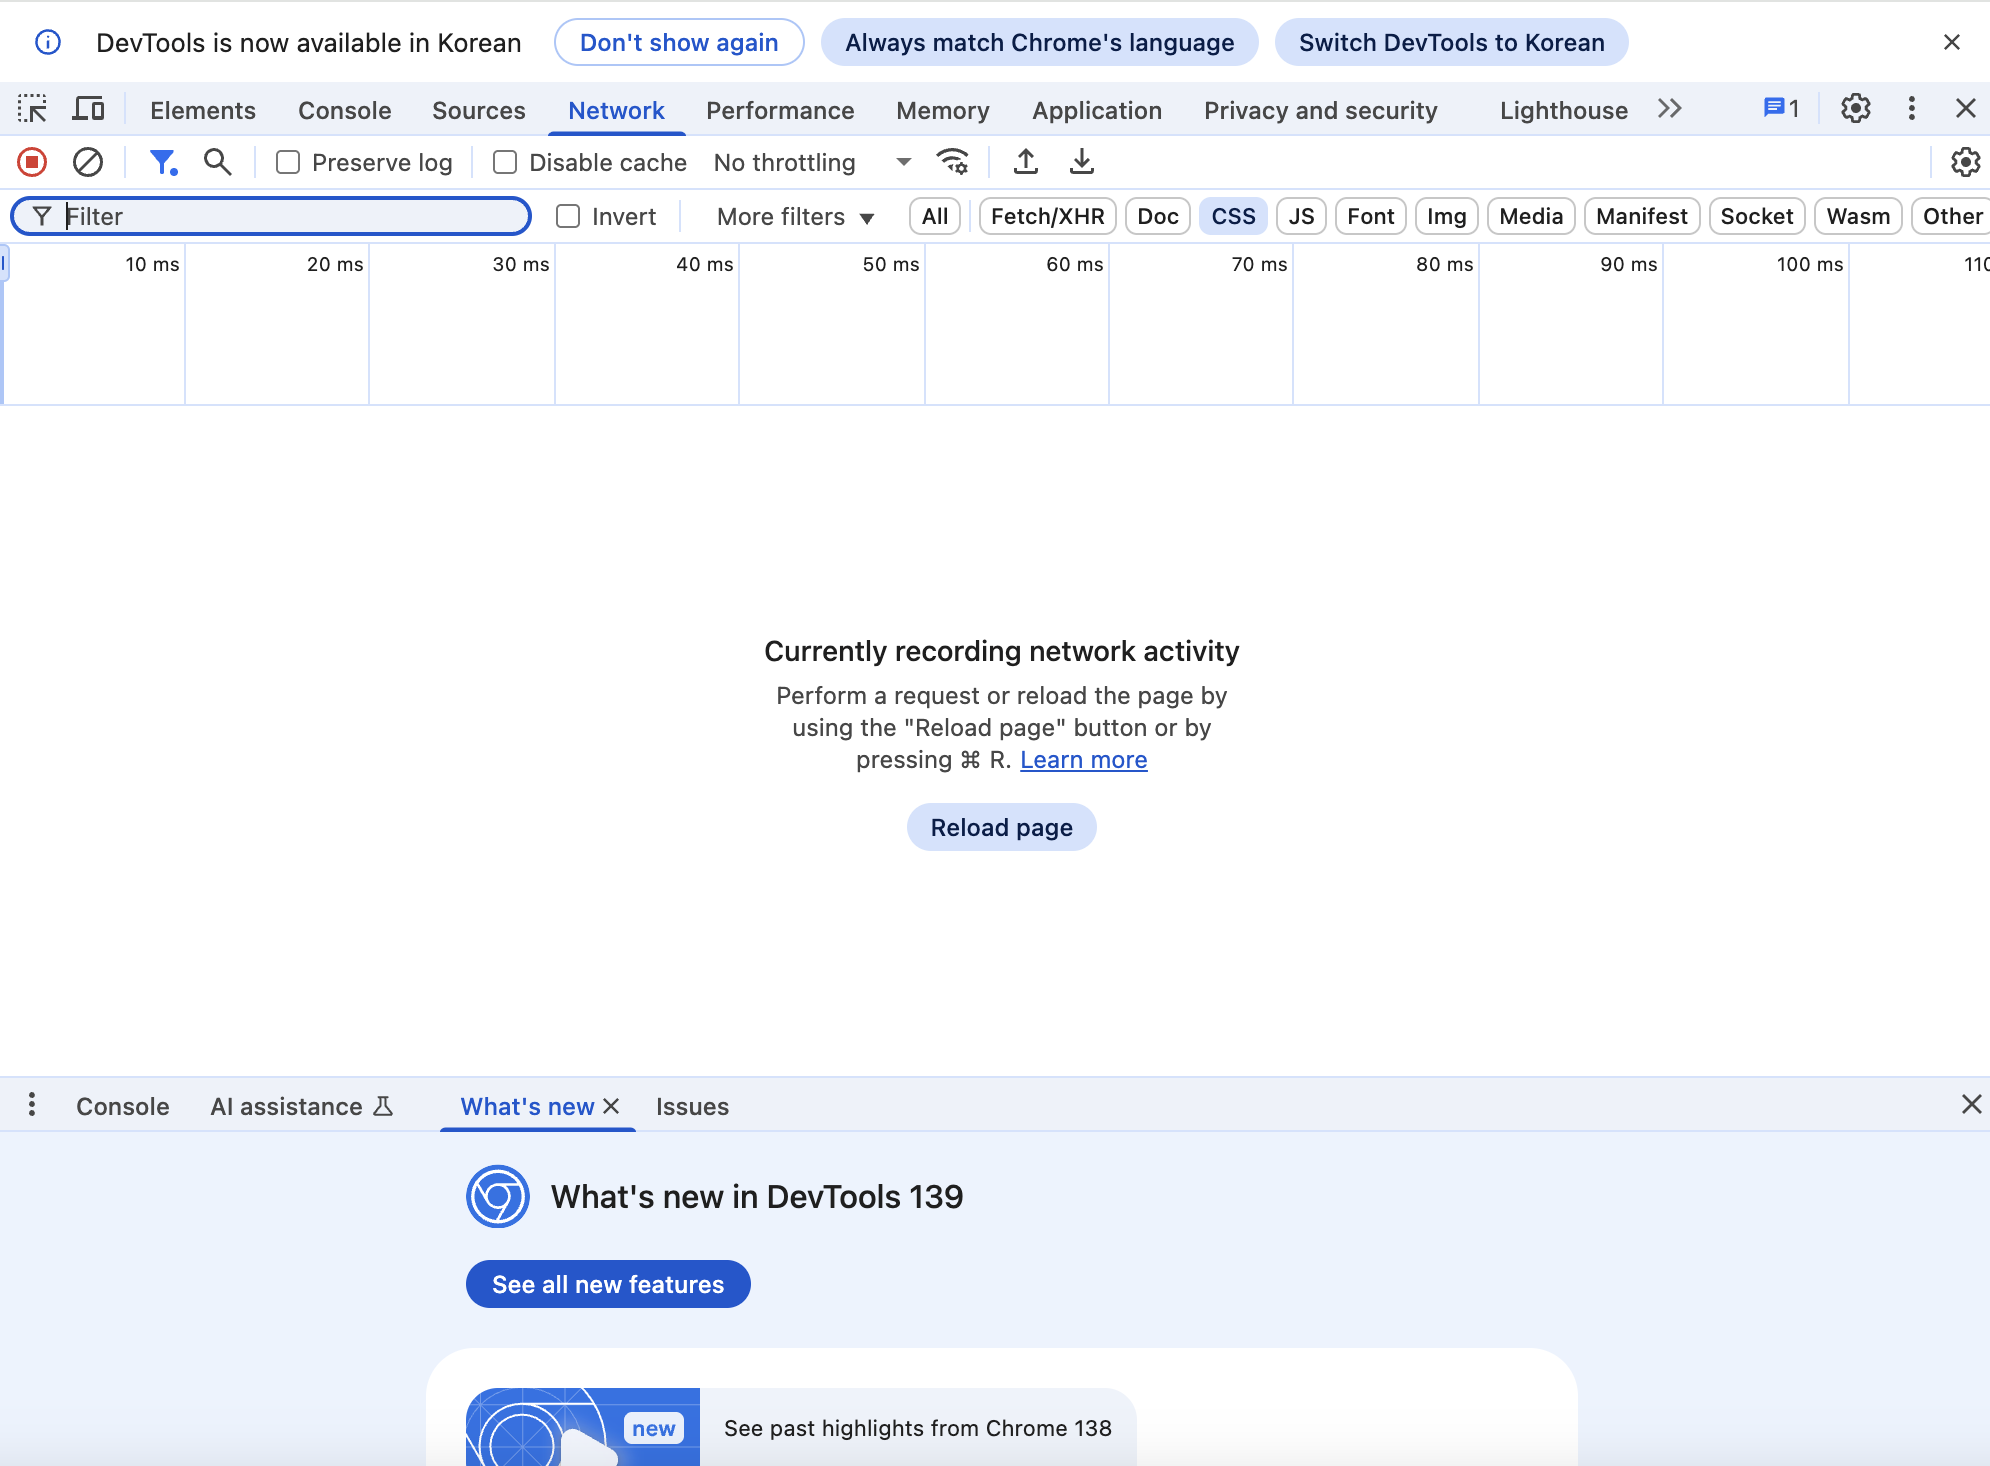 DevTools is now available in Korean Don't show again Always match Chrome's language Switch DevTools to Korean
Elements Console Sources Network Performance Memory Application Privacy and security Lighthouse 1
Preserve log Disable cache No throttling
Filter Invert More filters All Fetch/XHR Doc CSS JS Font Img Media Manifest Socket Wasm Other
10 ms 20 ms 30 ms 40 ms 50 ms 60 ms 70 ms 80 ms 90 ms 100 ms 110
Currently recording network activity
Perform a request or reload the page by
using the "Reload page" button or by
pressing ⌘ R. Learn more
Reload page
Console AI assistance What's new Issues
What's new in DevTools 139
See all new features
new See past highlights from Chrome 138